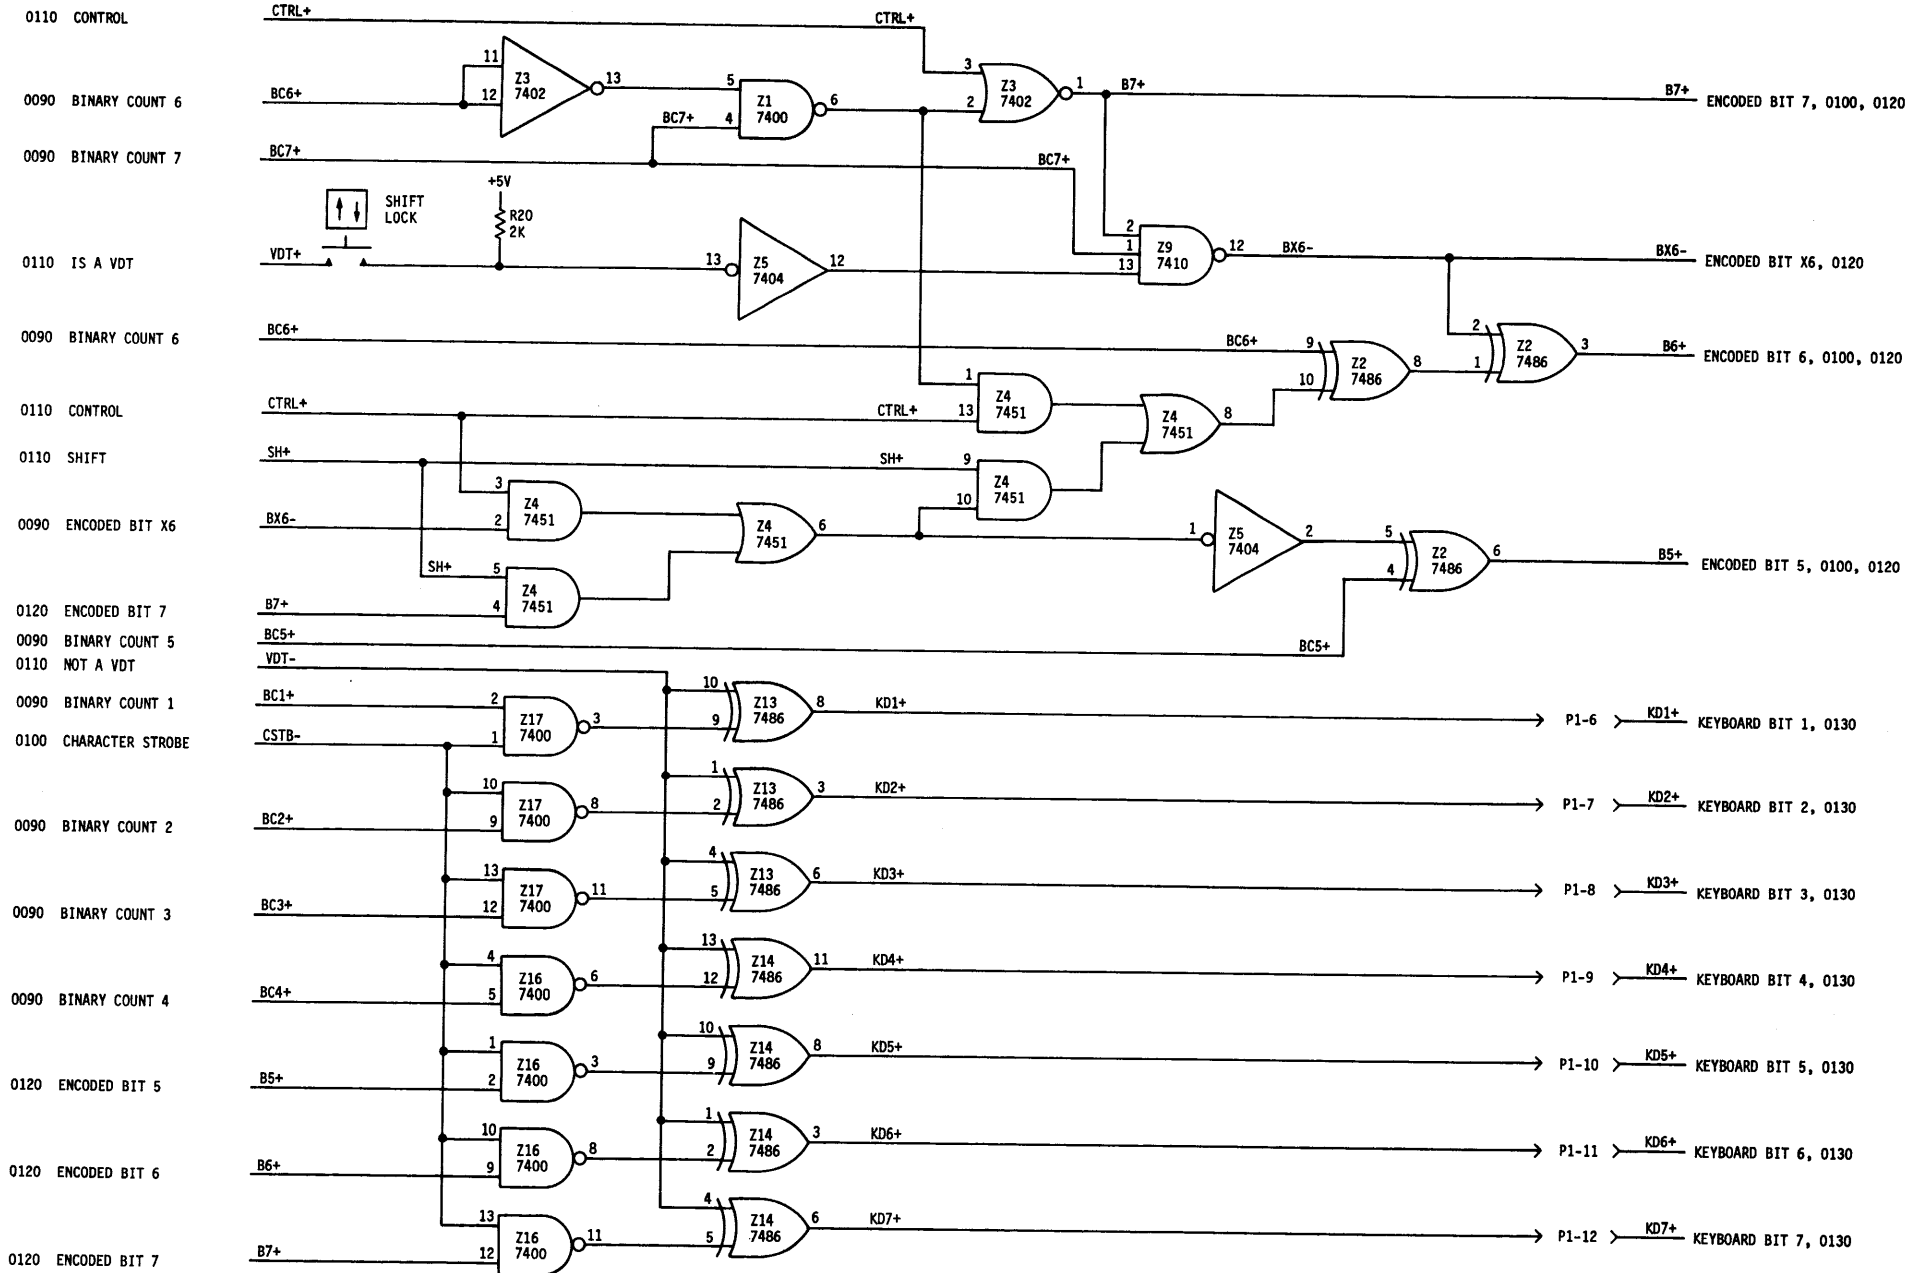 0110 CONTROL CTRL+ CTRL+
11 Z3 7402 13 12
0090 BINARY COUNT 6 BC6+
5 Z1 7400 6 BC7+ 4
3 Z3 7402 1 2 B7+ B7+ ENCODED BIT 7, 0100, 0120
0090 BINARY COUNT 7 BC7+ BC7+
SHIFT LOCK
+5V R20 2K
0110 IS A VDT VDT+
13 Z5 7404 12
2 1 13 Z9 7410 12 BX6- BX6- ENCODED BIT X6, 0120
0090 BINARY COUNT 6 BC6+ BC6+
9 10 Z2 7486 8
2 1 Z2 7486 3 B6+ ENCODED BIT 6, 0100, 0120
0110 CONTROL CTRL+ CTRL+
1 13 Z4 7451
Z4 7451 8
0110 SHIFT SH+ SH+
9 10 Z4 7451
3 2 Z4 7451
0090 ENCODED BIT X6 BX6-
Z4 7451 6
1 Z5 7404 2
5 4 Z2 7486 6 B5+ ENCODED BIT 5, 0100, 0120
SH+ 5 4 Z4 7451
0120 ENCODED BIT 7 B7+
0090 BINARY COUNT 5 BC5+ BC5+
0110 NOT A VDT VDT-
0090 BINARY COUNT 1 BC1+ 2 Z17 7400 3
10 9 Z13 7486 8 KD1+ P1-6 KD1+ KEYBOARD BIT 1, 0130
0100 CHARACTER STROBE CSTB- 1
10 Z17 7400 8
1 2 Z13 7486 3 KD2+ P1-7 KD2+ KEYBOARD BIT 2, 0130
0090 BINARY COUNT 2 BC2+ 9
13 Z17 7400 11
4 5 Z13 7486 6 KD3+ P1-8 KD3+ KEYBOARD BIT 3, 0130
0090 BINARY COUNT 3 BC3+ 12
4 Z16 7400 6
13 12 Z14 7486 11 KD4+ P1-9 KD4+ KEYBOARD BIT 4, 0130
0090 BINARY COUNT 4 BC4+ 5
1 Z16 7400 3
10 9 Z14 7486 8 KD5+ P1-10 KD5+ KEYBOARD BIT 5, 0130
0120 ENCODED BIT 5 B5+ 2
10 Z16 7400 8
1 2 Z14 7486 3 KD6+ P1-11 KD6+ KEYBOARD BIT 6, 0130
0120 ENCODED BIT 6 B6+ 9
13 Z16 7400 11
4 5 Z14 7486 6 KD7+ P1-12 KD7+ KEYBOARD BIT 7, 0130
0120 ENCODED BIT 7 B7+ 12